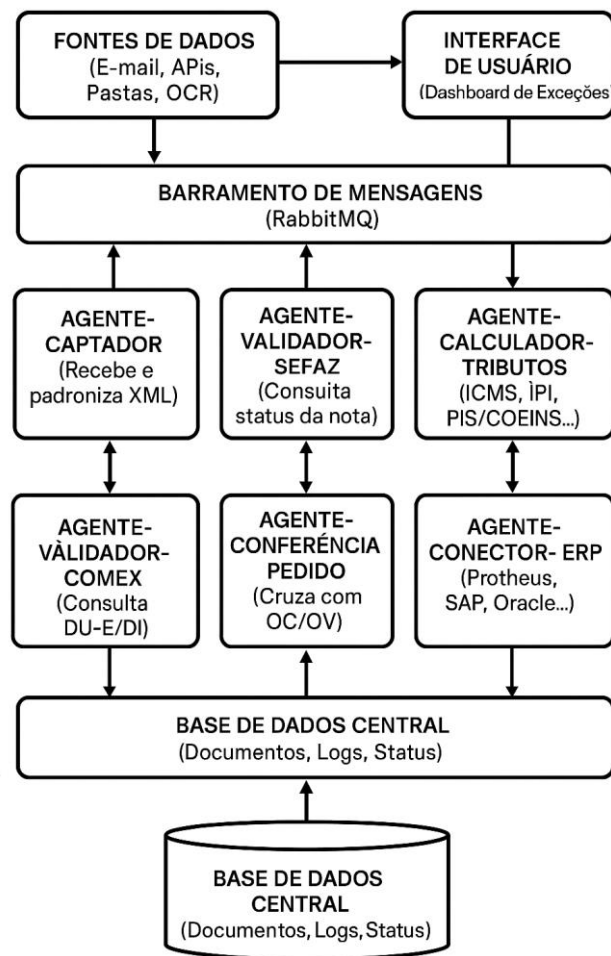 FONTES DE DADOS
(E-mail, APis,
Pastas, OCR)
INTERFACE
DE USUÁRIO
(Dashboard de Exceções)
BARRAMENTO DE MENSAGENS
(RabbitMQ)
AGENTE-
CAPTADOR
(Recebe e
padroniza XML)
AGENTE-
VALIDADOR-
SEFAZ
(Consuita
status da nota)
AGENTE-
CALCULADOR-
TRIBUTOS
(ICMS, ÌPI,
PIS/COEINS...)
AGENTE-
VÀLIDADOR-
COMEX
(Consulta
DU-E/DI)
AGENTE-
CONFERÉNCIA
PEDIDO
(Cruza com
OC/OV)
AGENTE-
CONECTOR- ERP
(Protheus,
SAP, Oracle...)
BASE DE DADOS CENTRAL
(Documentos, Logs, Status)
BASE DE DADOS
CENTRAL
(Documentos, Logs, Status)